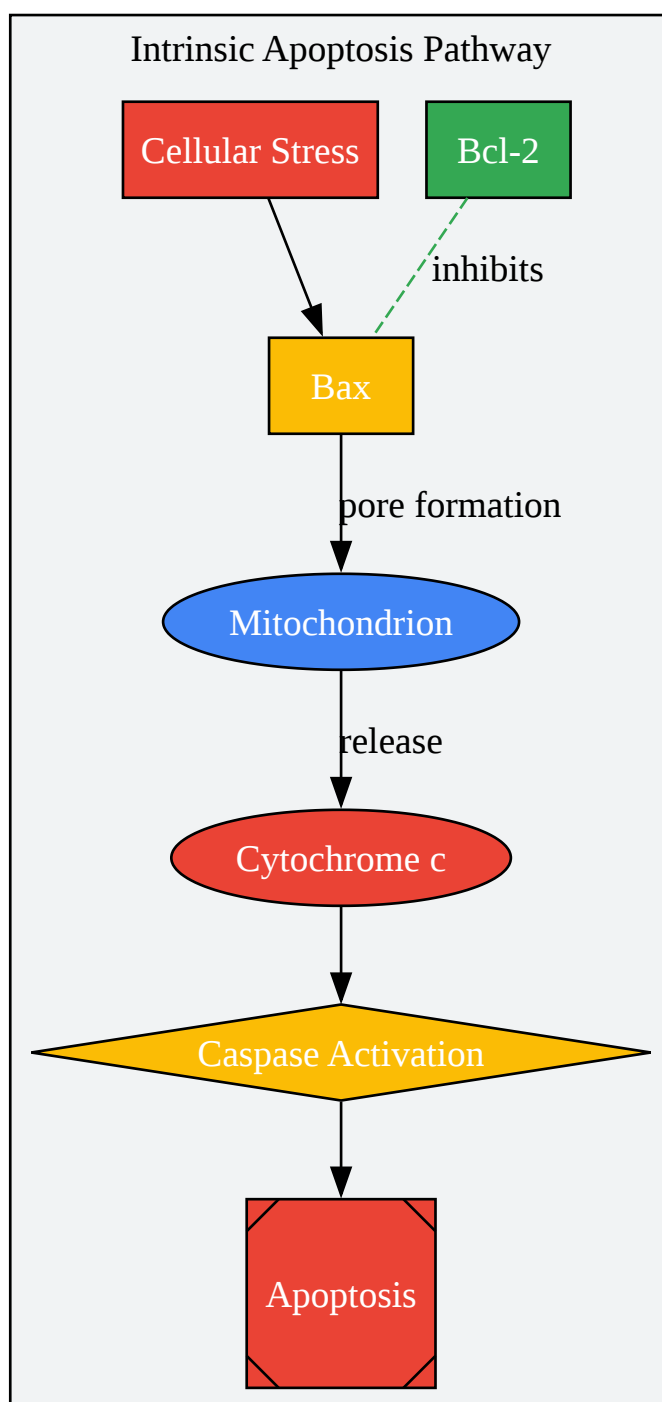 Intrinsic Apoptosis Pathway
Cellular Stress
Bcl-2
inhibits
Bax
pore formation
Mitochondrion
release
Cytochrome c
Caspase Activation
Apoptosis